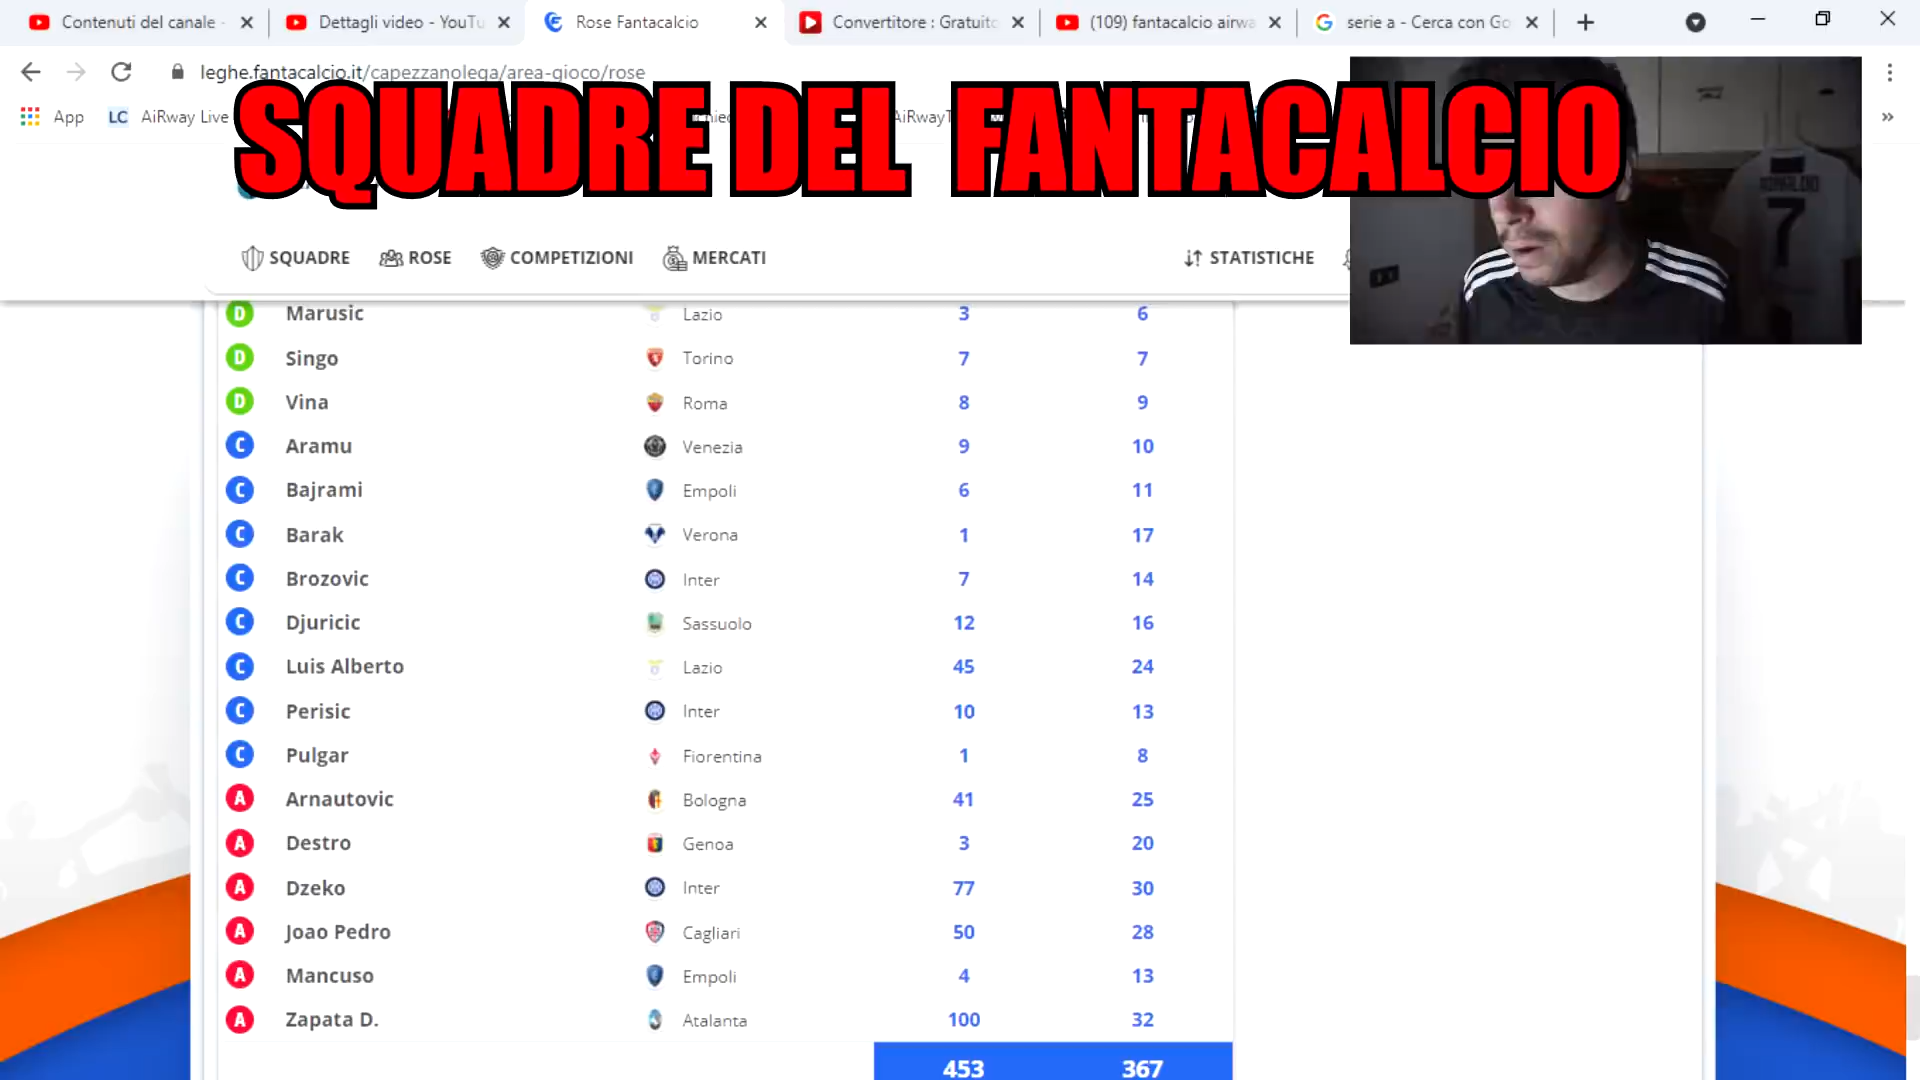 Contenuti del canale -
Dettagli video - YouTu
Rose Fantacalcio
Convertitore : Gratuito
(109) fantacalcio airwa
serie a - Cerca con Go
leghe.fantacalcio.it/capezzanolega/area-gioco/rose
App
LC AiRway Live
SQUADRE DEL FANTACALCIO
RONALDO
7
SQUADRE
ROSE
COMPETIZIONI
MERCATI
STATISTICHE
D Marusic Lazio 3 6
D Singo Torino 7 7
D Vina Roma 8 9
C Aramu Venezia 9 10
C Bajrami Empoli 6 11
C Barak Verona 1 17
C Brozovic Inter 7 14
C Djuricic Sassuolo 12 16
C Luis Alberto Lazio 45 24
C Perisic Inter 10 13
C Pulgar Fiorentina 1 8
A Arnautovic Bologna 41 25
A Destro Genoa 3 20
A Dzeko Inter 77 30
A Joao Pedro Cagliari 50 28
A Mancuso Empoli 4 13
A Zapata D. Atalanta 100 32
453 367